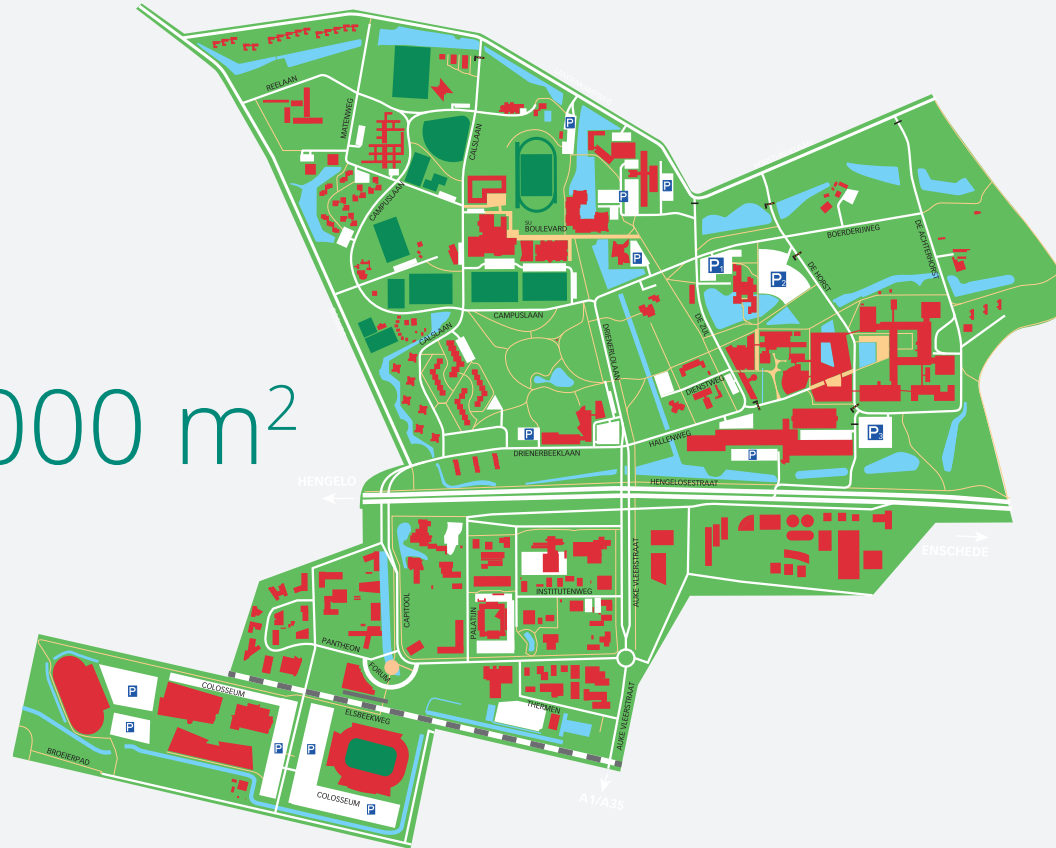 REELAAN
MATENWEG
CALSLAAN
P
P
P
CAMPUSLAAN
SU
BOULEVARD
P
BOERDERIJWEG
DE ACHTERHORST
P
P2
DE HORST
CAMPUSLAAN
CALSLAAN
DRIENERLOLAAN
DE ZUL
DIENSTWEG
000 m²
P
HALLENWEG
P
DRIENERBEEKLAAN
P
HENGELO
HENGELOSESTRAAT
ENSCHEDE
AUKE VLEERSTRAAT
INSTITUTENWEG
CAPITOOL
PALATIJN
PANTHEON
FORUM
COLOSSEUM
P
P
ELSBEEKWEG
THERMEN
AUKE VLEERSTRAAT
P
P
BROEIERPAD
COLOSSEUM
P
A1/A35